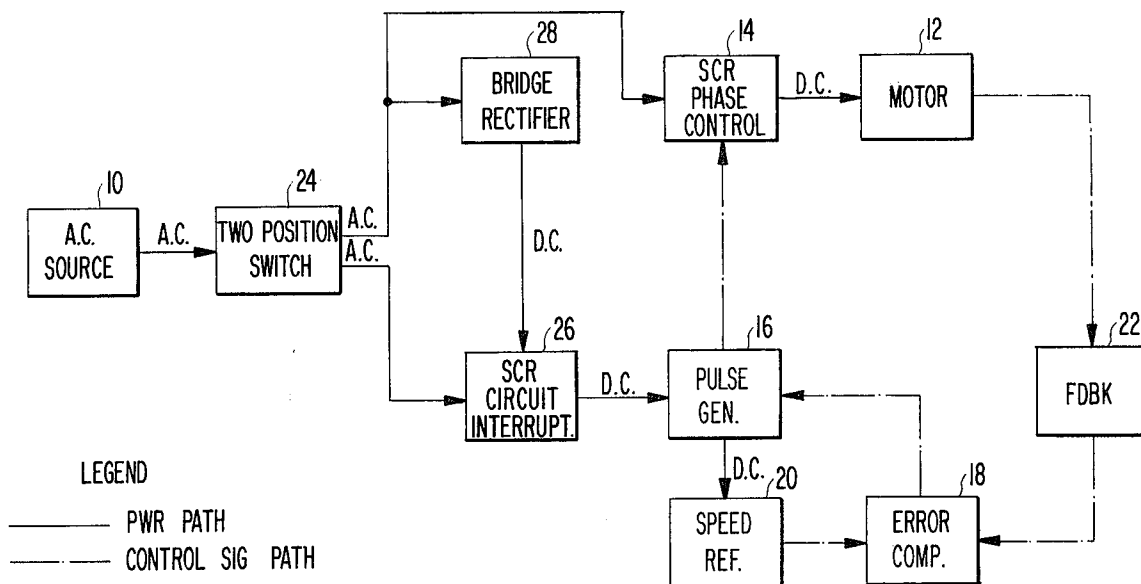 28
BRIDGE
RECTIFIER
14
SCR
PHASE
CONTROL
D.C.
12
MOTOR
10
A.C.
SOURCE
A.C.
24
TWO POSITION
SWITCH
A.C.
A.C.
D.C.
26
SCR
CIRCUIT
INTERRUPT.
D.C.
16
PULSE
GEN.
22
FDBK
D.C.
20
SPEED
REF.
18
ERROR
COMP.
LEGEND
PWR PATH
CONTROL SIG PATH